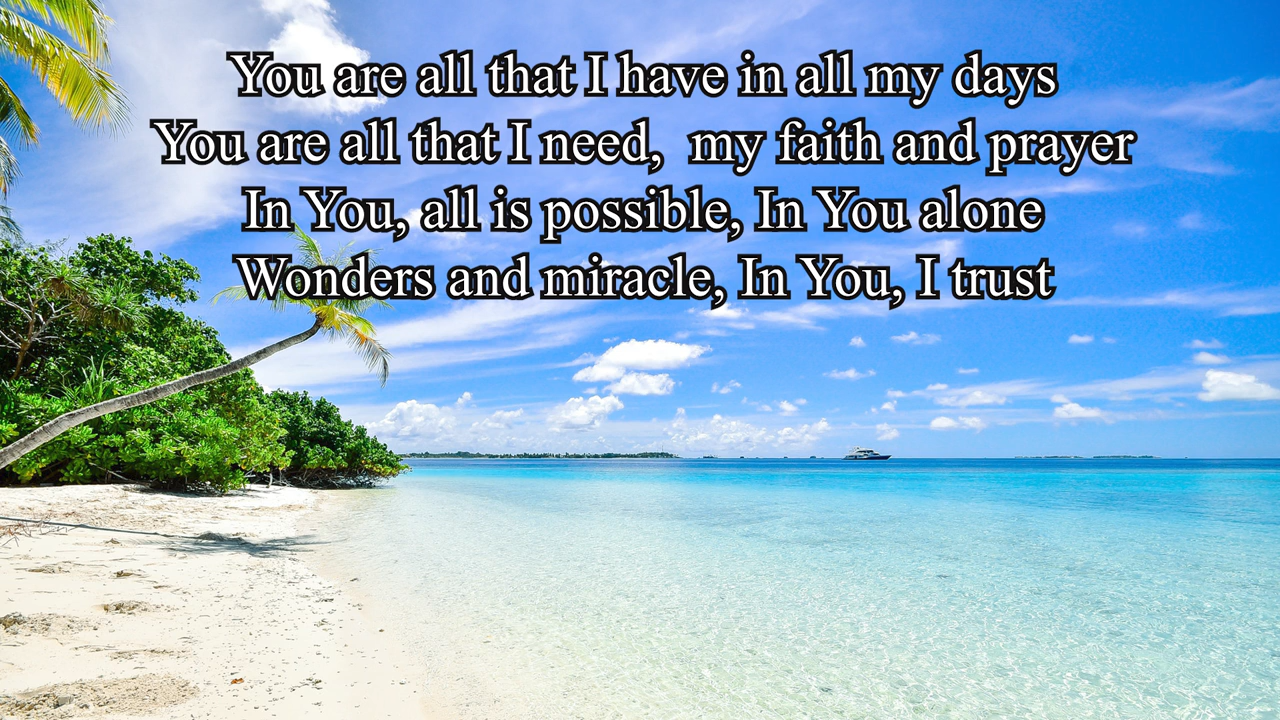 You are all that I have in all my days
You are all that I need,  my faith and prayer
In You, all is possible, In You alone
Wonders and miracle, In You, I trust